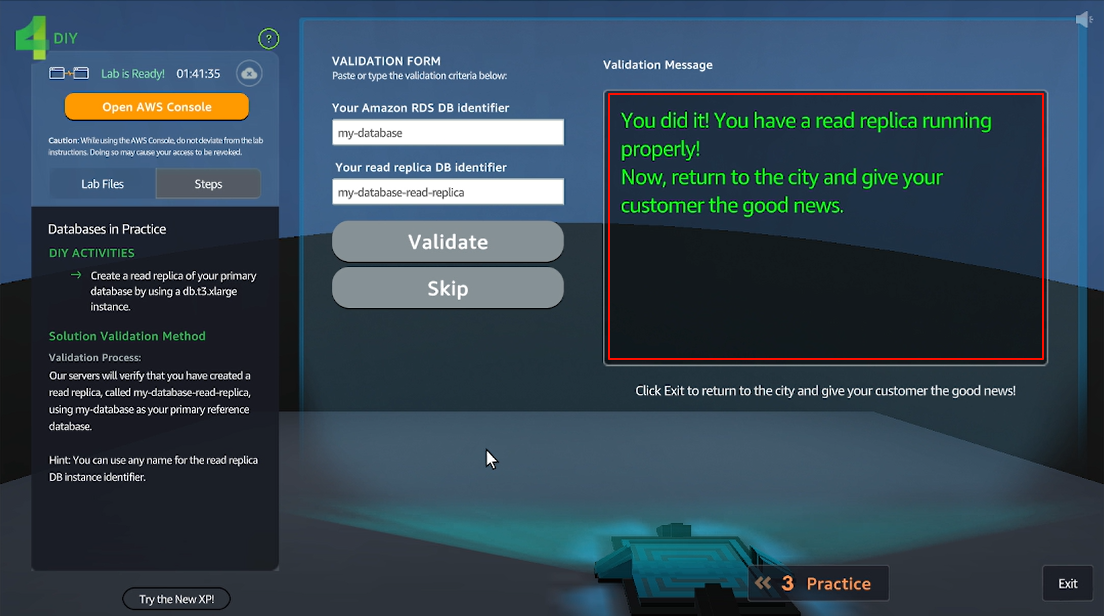 4 DIY
?
Lab is Ready! 01:41:35
Open AWS Console
Caution: While using the AWS Console, do not deviate from the lab
instructions. Doing so may cause your access to be revoked.
Lab Files
Steps
Databases in Practice
DIY ACTIVITIES
→ Create a read replica of your primary
database by using a db.t3.xlarge
instance.
Solution Validation Method
Validation Process:
Our servers will verify that you have created a
read replica, called my-database-read-replica,
using my-database as your primary reference
database.
Hint: You can use any name for the read replica
DB instance identifier.
Try the New XP!
VALIDATION FORM
Paste or type the validation criteria below:
Your Amazon RDS DB identifier
my-database
Your read replica DB identifier
my-database-read-replica
Validate
Skip
Validation Message
You did it! You have a read replica running
properly!
Now, return to the city and give your
customer the good news.
Click Exit to return to the city and give your customer the good news!
3 Practice
Exit